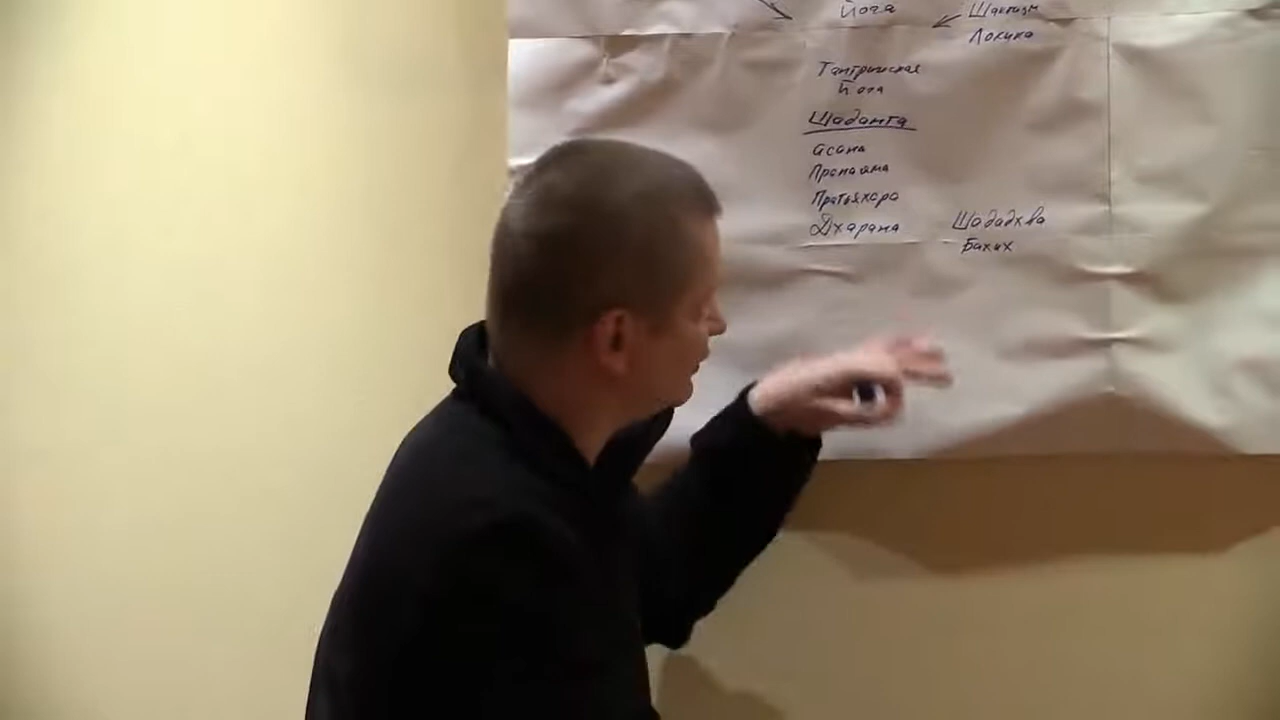 Йога
Шактизм
Локика
Тантрическая
Йога
Шаданга
асана
Пранаяма
Пратьяхара
Дхарана
Шададхва
Бахих